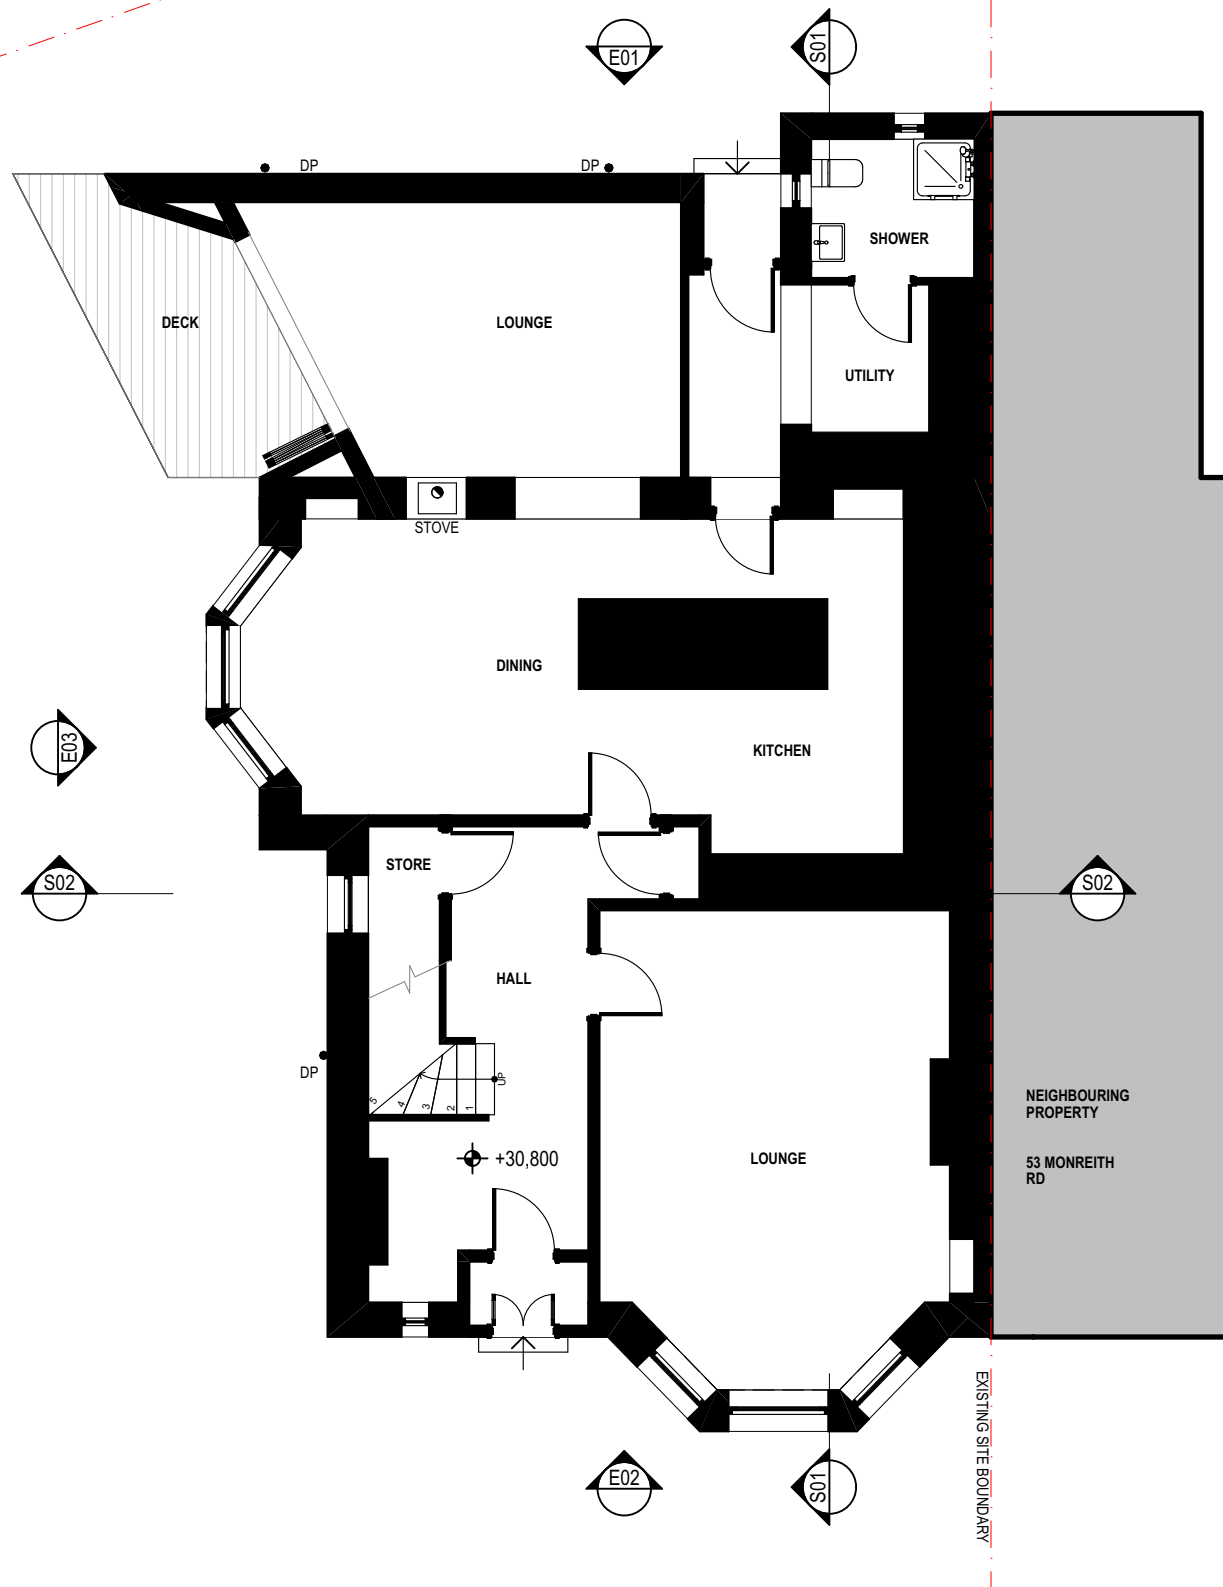 E01
S01
DP
DP
SHOWER
DECK
LOUNGE
UTILITY
STOVE
DINING
E03
KITCHEN
STORE
S02
S02
HALL
DP
UP
5
4
3
2
1
NEIGHBOURING
PROPERTY
53 MONREITH
RD
+30,800
LOUNGE
EXISTING SITE BOUNDARY
E02
S01